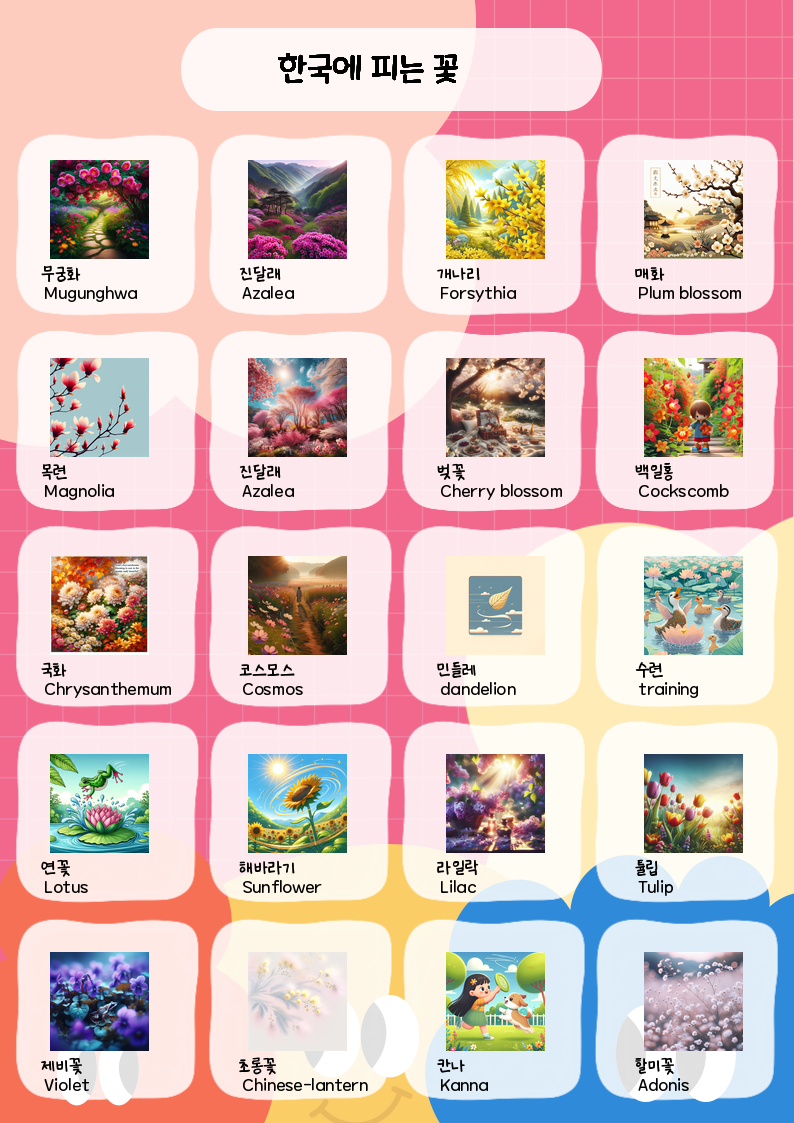 한국에 피는 꽃
무궁화
Mugunghwa
진달래
Azalea
개나리
Forsythia
매화
Plum blossom
목련
Magnolia
진달래
Azalea
벚꽃
Cherry blossom
백일홍
Cockscomb
국화
Chrysanthemum
코스모스
Cosmos
민들레
dandelion
수련
training
연꽃
Lotus
해바라기
Sunflower
라일락
Lilac
튤립
Tulip
제비꽃
Violet
초롱꽃
Chinese-lantern
칸나
Kanna
할미꽃
Adonis